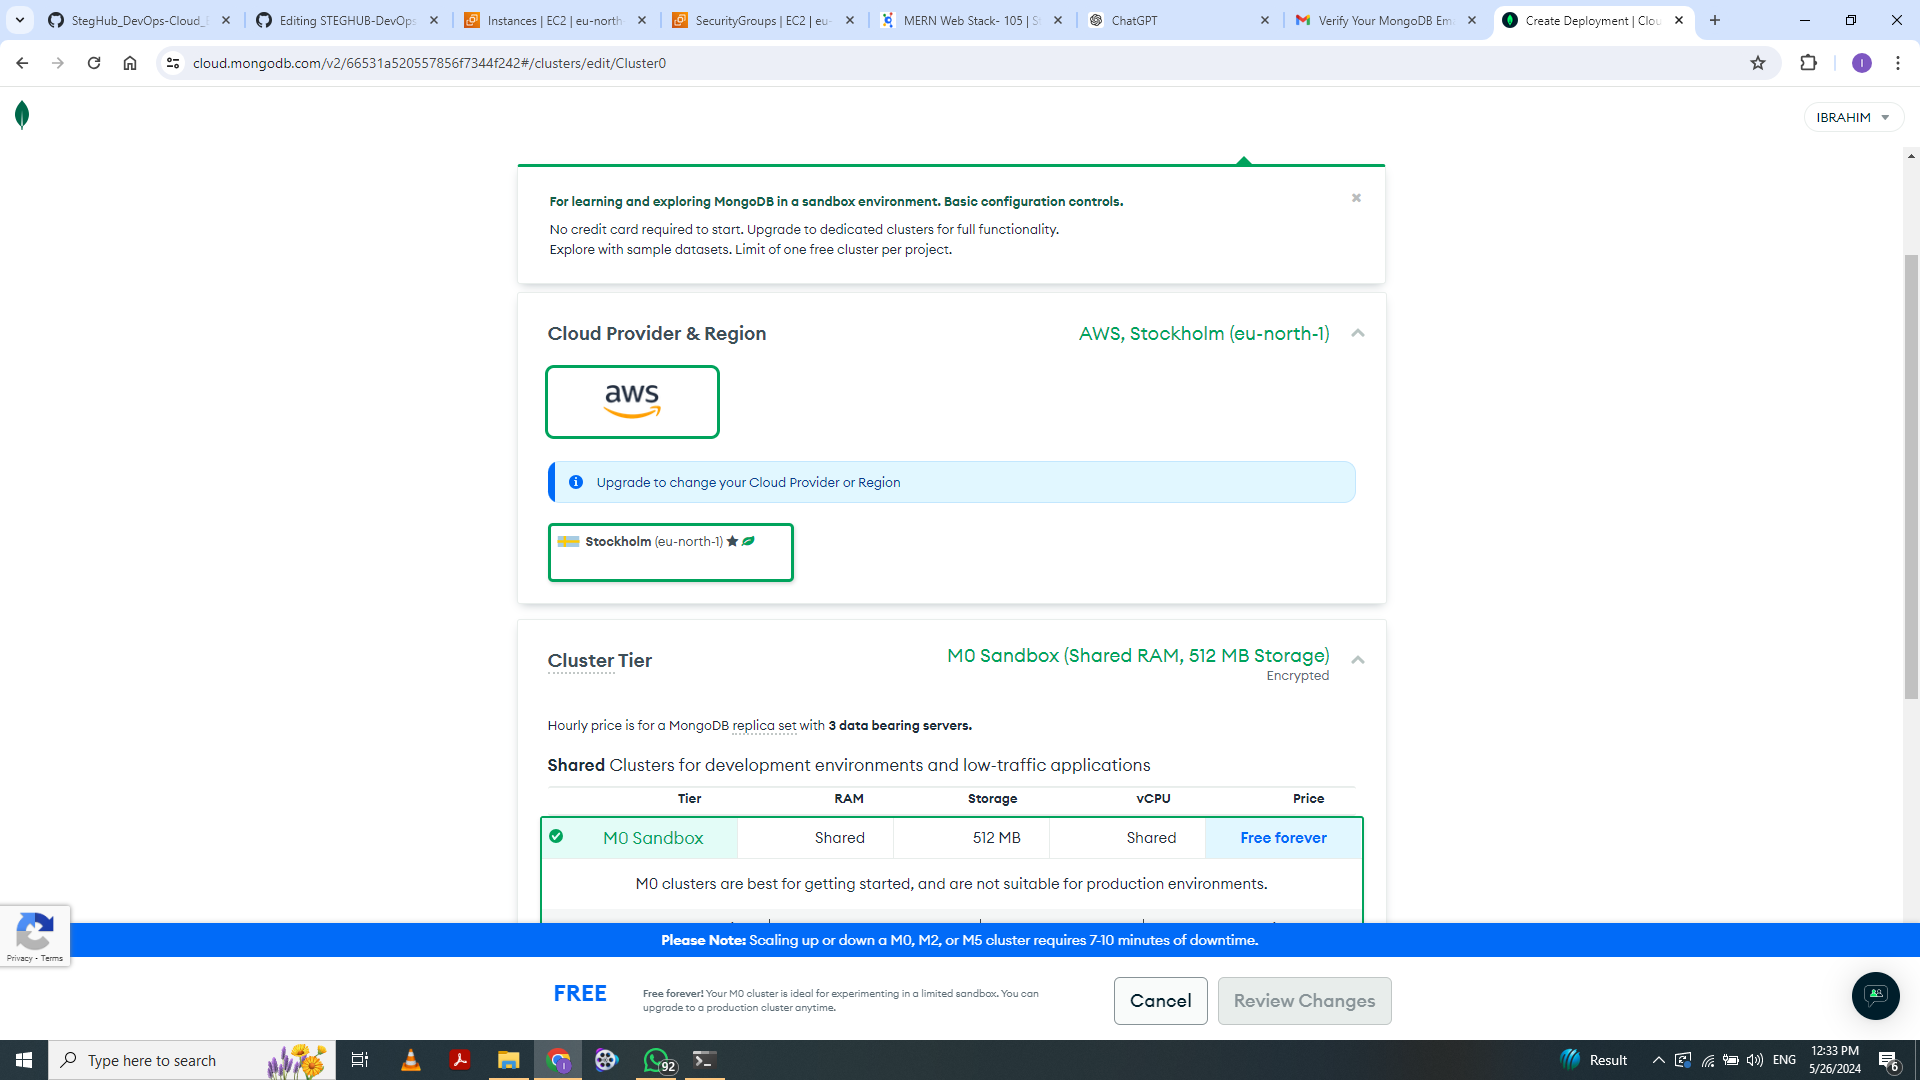 StegHub_DevOps-Cloud_
Editing STEGHUB-DevOps
Instances | EC2 | eu-north
SecurityGroups | EC2 | eu-
MERN Web Stack- 105 | S
ChatGPT
Verify Your MongoDB Em
Create Deployment | Clou
cloud.mongodb.com/v2/66531a520557856f7344f242#/clusters/edit/Cluster0
I
IBRAHIM
For learning and exploring MongoDB in a sandbox environment. Basic configuration controls.
No credit card required to start. Upgrade to dedicated clusters for full functionality.
Explore with sample datasets. Limit of one free cluster per project.
Cloud Provider & Region
AWS, Stockholm (eu-north-1)
aws
Upgrade to change your Cloud Provider or Region
Stockholm (eu-north-1)
Cluster Tier
M0 Sandbox (Shared RAM, 512 MB Storage)
Encrypted
Hourly price is for a MongoDB replica set with 3 data bearing servers.
Shared Clusters for development environments and low-traffic applications
Tier RAM Storage vCPU Price
M0 Sandbox Shared 512 MB Shared Free forever
M0 clusters are best for getting started, and are not suitable for production environments.
Privacy - Terms
Please Note: Scaling up or down a M0, M2, or M5 cluster requires 7-10 minutes of downtime.
FREE
Free forever! Your M0 cluster is ideal for experimenting in a limited sandbox. You can
upgrade to a production cluster anytime.
Cancel
Review Changes
Type here to search
92
Result
ENG
12:33 PM
5/26/2024
6